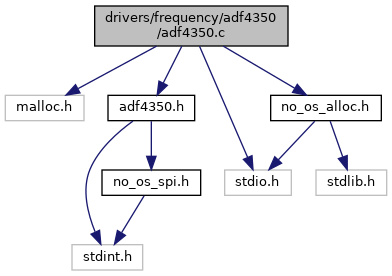 drivers/frequency/adf4350
/adf4350.c
malloc.h
adf4350.h
no_os_alloc.h
no_os_spi.h
stdio.h
stdlib.h
stdint.h